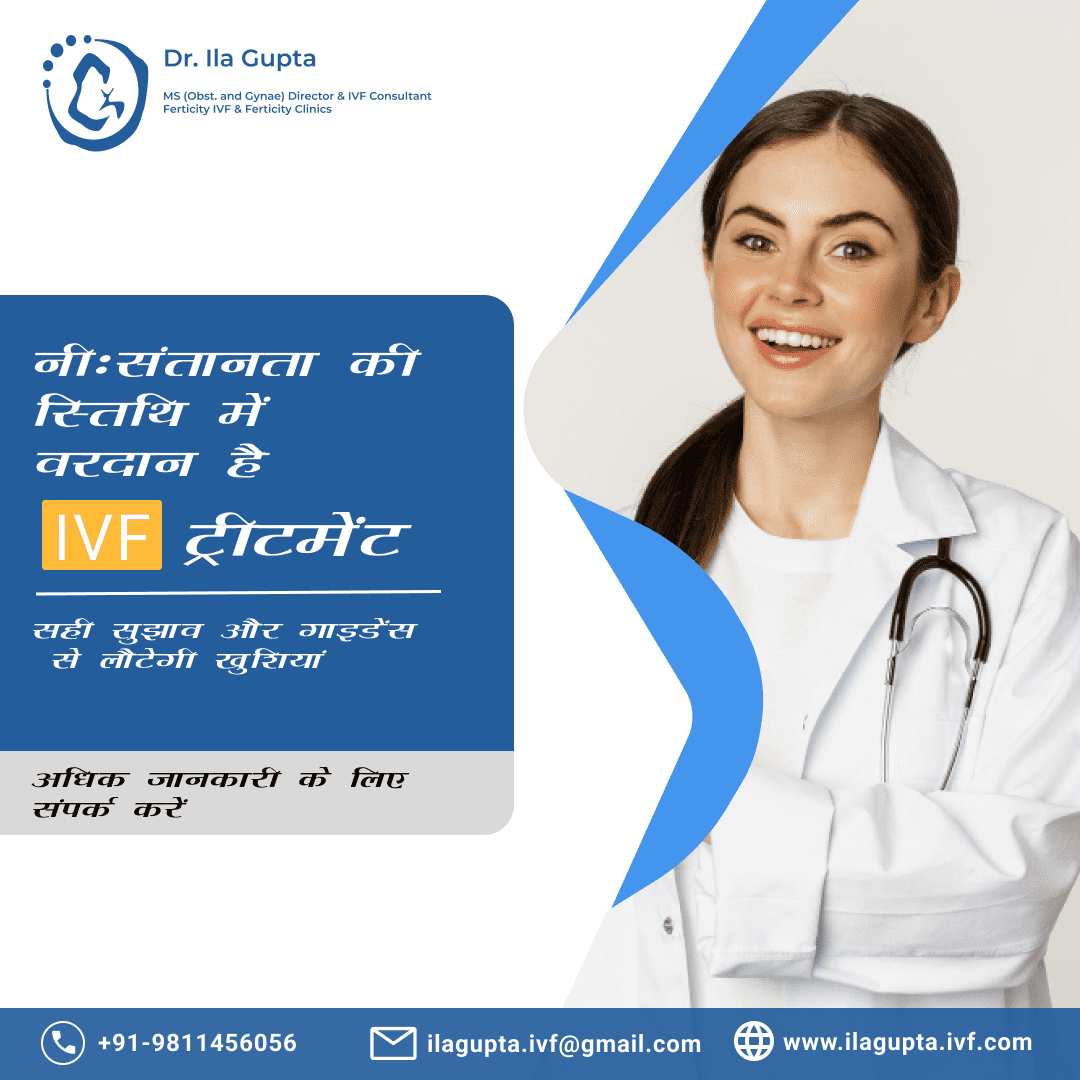 Dr. Ila Gupta
MS (Obst. and Gynae) Director & IVF Consultant
Ferticity IVF & Ferticity Clinics
नी:संतानता की
स्तिथि में
वरदान है
IVF ट्रीटमेंट
सही सुझाव और गाइडेंस
से लौटेगी खुशियां
अधिक जानकारी के लिए
संपर्क करें
+91-9811456056
ilagupta.ivf@gmail.com
www.ilagupta.ivf.com